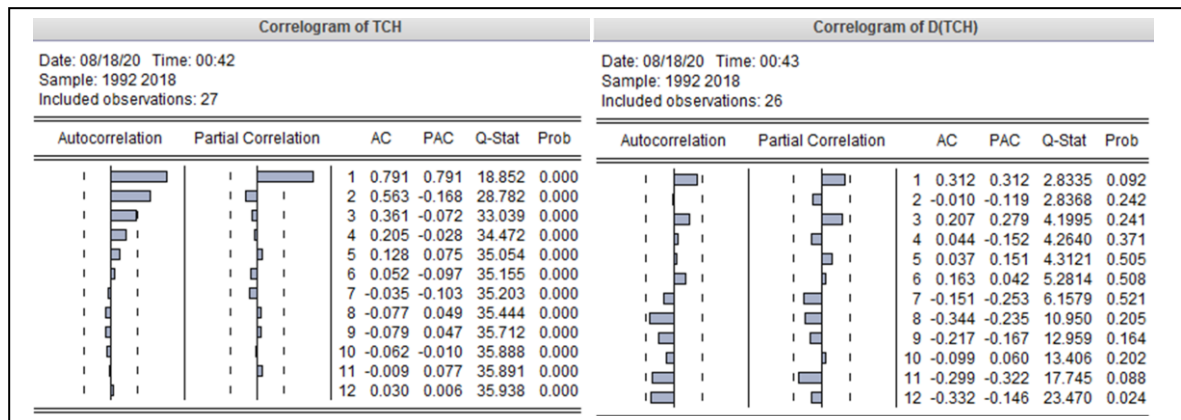 Correlogram of TCH
Date: 08/18/20 Time: 00:42
Sample: 1992 2018
Included observations: 27
Autocorrelation Partial Correlation AC PAC Q-Stat Prob
1 0.791 0.791 18.852 0.000
2 0.563 -0.168 28.782 0.000
3 0.361 -0.072 33.039 0.000
4 0.205 -0.028 34.472 0.000
5 0.128 0.075 35.054 0.000
6 0.052 -0.097 35.155 0.000
7 -0.035 -0.103 35.203 0.000
8 -0.077 0.049 35.444 0.000
9 -0.079 0.047 35.712 0.000
10 -0.062 -0.010 35.888 0.000
11 -0.009 0.077 35.891 0.000
12 0.030 0.006 35.938 0.000
Correlogram of D(TCH)
Date: 08/18/20 Time: 00:43
Sample: 1992 2018
Included observations: 26
Autocorrelation Partial Correlation AC PAC Q-Stat Prob
1 0.312 0.312 2.8335 0.092
2 -0.010 -0.119 2.8368 0.242
3 0.207 0.279 4.1995 0.241
4 0.044 -0.152 4.2640 0.371
5 0.037 0.151 4.3121 0.505
6 0.163 0.042 5.2814 0.508
7 -0.151 -0.253 6.1579 0.521
8 -0.344 -0.235 10.950 0.205
9 -0.217 -0.167 12.959 0.164
10 -0.099 0.060 13.406 0.202
11 -0.299 -0.322 17.745 0.088
12 -0.332 -0.146 23.470 0.024